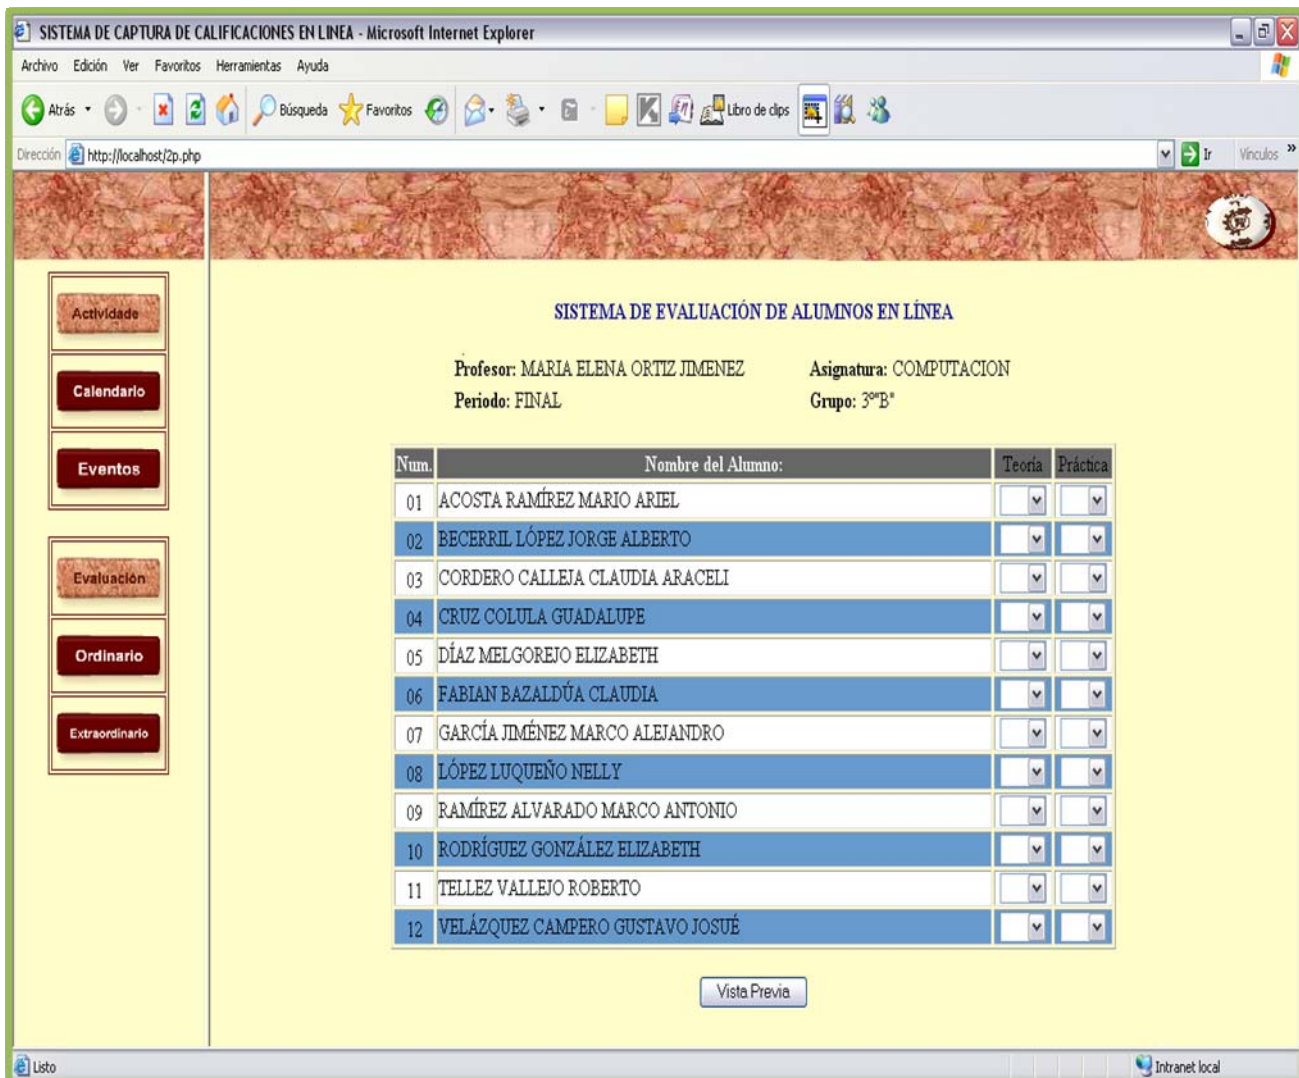 SISTEMA DE CAPTURA DE CALIFICACIONES EN LINEA - Microsoft Internet Explorer
Archivo Edición Ver Favoritos Herramientas Ayuda
Atrás Búsqueda Favoritos Libro de clips
Dirección http://localhost/2p.php Ir Vínculos »
Actividade
Calendario
Eventos
Evaluación
Ordinario
Extraordinario
SISTEMA DE EVALUACIÓN DE ALUMNOS EN LÍNEA
Profesor: MARIA ELENA ORTIZ JIMENEZ Asignatura: COMPUTACION
Periodo: FINAL Grupo: 3º"B"
Num. Nombre del Alumno: Teoría Práctica
01 ACOSTA RAMÍREZ MARIO ARIEL
02 BECERRIL LÓPEZ JORGE ALBERTO
03 CORDERO CALLEJA CLAUDIA ARACELI
04 CRUZ COLULA GUADALUPE
05 DÍAZ MELGOREJO ELIZABETH
06 FABIAN BAZALDÚA CLAUDIA
07 GARCÍA JIMÉNEZ MARCO ALEJANDRO
08 LÓPEZ LUQUEÑO NELLY
09 RAMÍREZ ALVARADO MARCO ANTONIO
10 RODRÍGUEZ GONZÁLEZ ELIZABETH
11 TELLEZ VALLEJO ROBERTO
12 VELÁZQUEZ CAMPERO GUSTAVO JOSUÉ
Vista Previa
Listo Intranet local